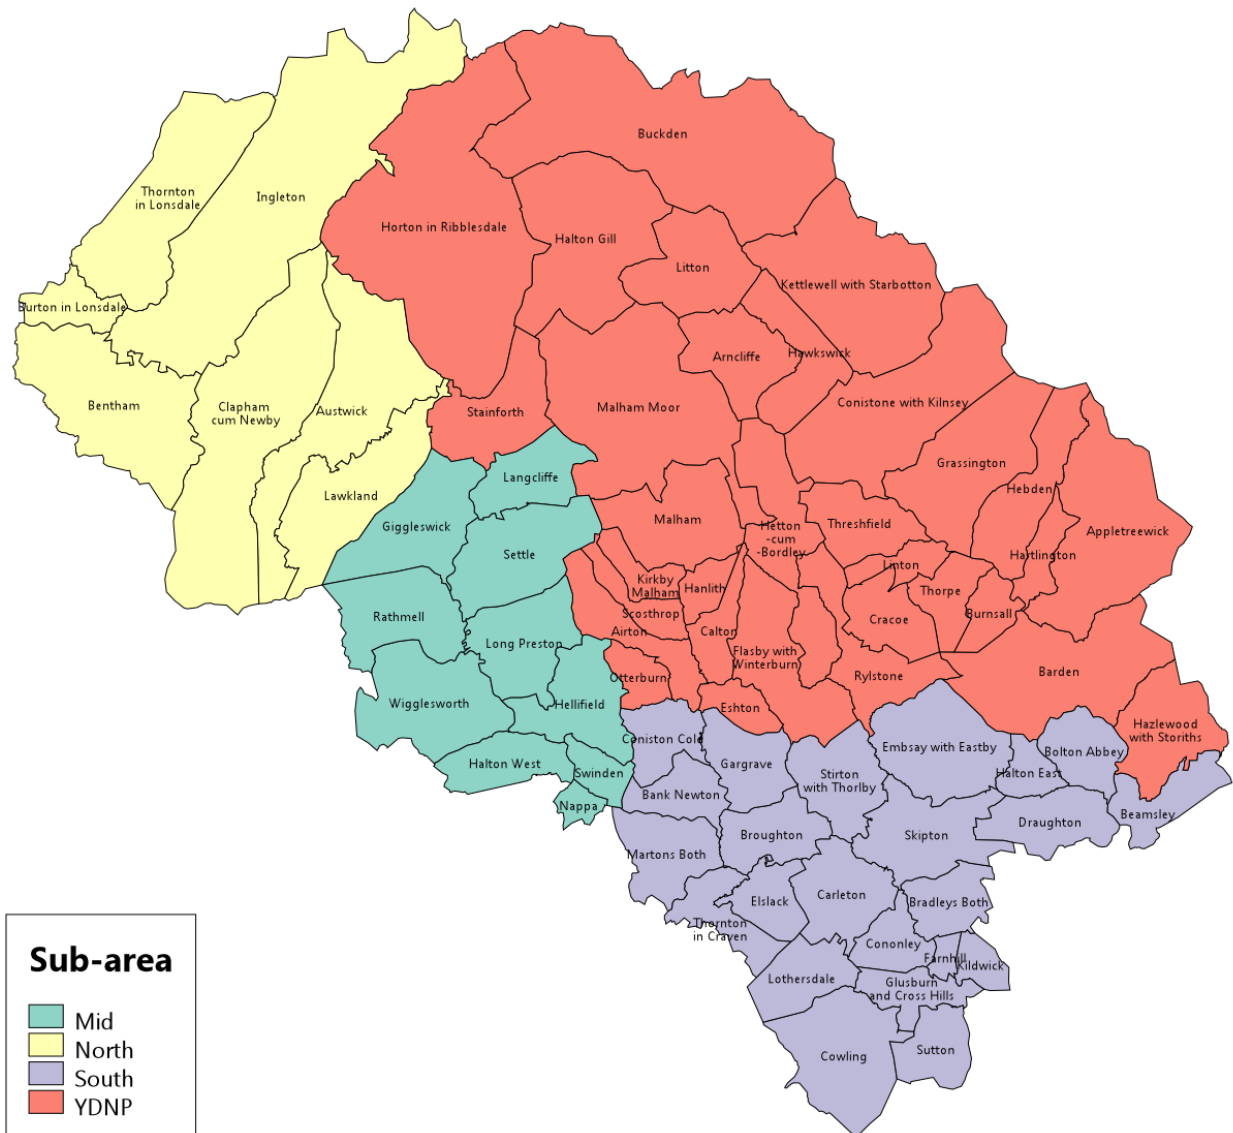 Buckden
Thornton
in Lonsdale
Ingleton
Horton in Ribblesdale
Halton Gill
Litton
Kettlewell with Starbotton
Burton in Lonsdale
Hawkswick
Arncliffe
Bentham
Clapham
cum Newby
Austwick
Stainforth
Malham Moor
Conistone with Kilnsey
Grassington
Langcliffe
Hebden
Lawkland
Giggleswick
Malham
Hetton
-cum
-Bordley
Threshfield
Appletreewick
Settle
Hartlington
Linton
Kirkby
Malham
Hanlith
Thorpe
Rathmell
Scosthrop
Burnsall
Cracoe
Airton
Calton
Long Preston
Flasby with
Winterburn
Otterburn
Rylstone
Barden
Wigglesworth
Hellifield
Eshton
Hazlewood
with Storiths
Coniston Cold
Embsay with Eastby
Bolton Abbey
Halton West
Swinden
Gargrave
Stirton
with Thorlby
Halton East
Nappa
Bank Newton
Beamsley
Draughton
Broughton
Skipton
Martons Both
Elslack
Carleton
Bradleys Both
Thornton
in Craven
Cononley
Farnhill
Kildwick
Lothersdale
Glusburn
and Cross Hills
Cowling
Sutton
Sub-area
Mid
North
South
YDNP